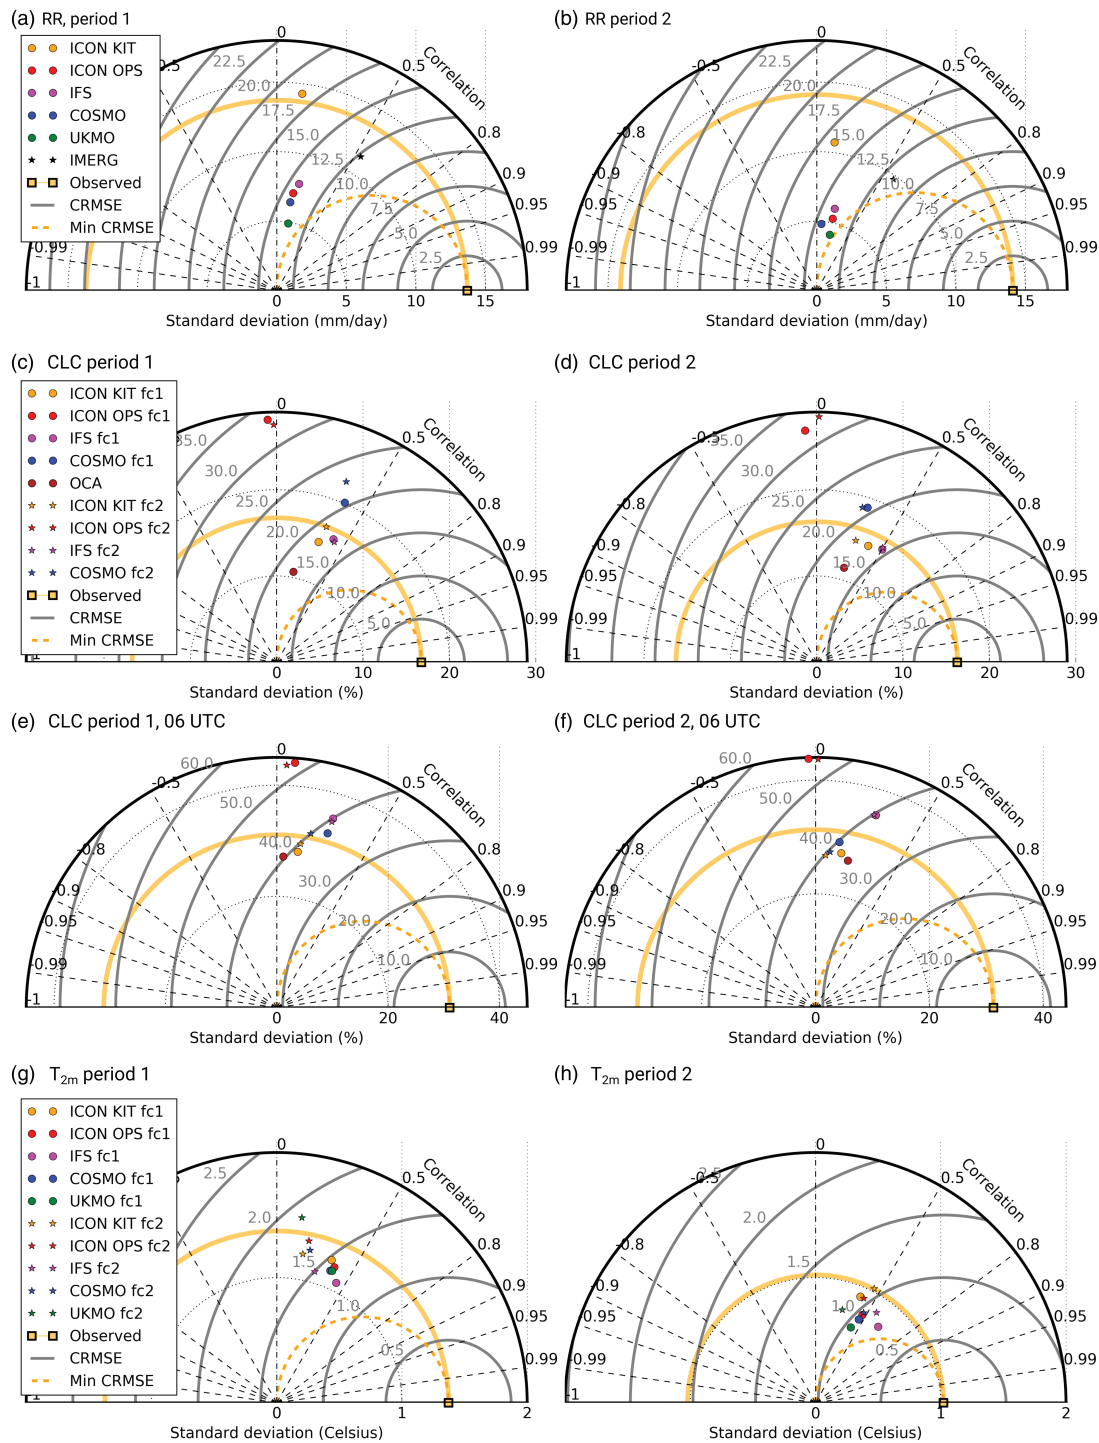 (a) RR, period 1
ICON KIT
ICON OPS
IFS
COSMO
UKMO
IMERG
Observed
CRMSE
Min CRMSE
0
0.5
0.8
0.9
0.95
0.99
-0.99
-1
Correlation
22.5
20.0
17.5
15.0
12.5
10.0
7.5
5.0
2.5
0 5 10 15
Standard deviation (mm/day)
(b) RR period 2
0
-0.5
0.5
0.8
0.9
0.95
0.99
-0.8
-0.9
-0.95
-0.99
-1
Correlation
22.5
20.0
17.5
15.0
12.5
10.0
7.5
5.0
2.5
0 5 10 15
Standard deviation (mm/day)
(c) CLC period 1
ICON KIT fc1
ICON OPS fc1
IFS fc1
COSMO fc1
OCA
ICON KIT fc2
ICON OPS fc2
IFS fc2
COSMO fc2
Observed
CRMSE
Min CRMSE
0
0.5
0.8
0.9
0.95
0.99
Correlation
35.0
30.0
25.0
20.0
15.0
10.0
5.0
0 10 20 30
Standard deviation (%)
(d) CLC period 2
0
-0.5
0.5
0.8
0.9
0.95
0.99
-0.8
-0.9
-0.95
-0.99
-1
Correlation
35.0
30.0
25.0
20.0
15.0
10.0
5.0
0 10 20 30
Standard deviation (%)
(e) CLC period 1, 06 UTC
0
-0.5
0.5
0.8
0.9
0.95
0.99
-0.8
-0.9
-0.95
-0.99
-1
Correlation
60.0
50.0
40.0
30.0
20.0
10.0
0 20 40
Standard deviation (%)
(f) CLC period 2, 06 UTC
0
-0.5
0.5
0.8
0.9
0.95
0.99
-0.8
-0.9
-0.95
-0.99
-1
Correlation
60.0
50.0
40.0
30.0
20.0
10.0
0 20 40
Standard deviation (%)
(g) T2m period 1
ICON KIT fc1
ICON OPS fc1
IFS fc1
COSMO fc1
UKMO fc1
ICON KIT fc2
ICON OPS fc2
IFS fc2
COSMO fc2
UKMO fc2
Observed
CRMSE
Min CRMSE
0
0.5
0.8
0.9
0.95
0.99
Correlation
2.5
2.0
1.5
1.0
0.5
0 1 2
Standard deviation (Celsius)
(h) T2m period 2
0
-0.5
0.5
0.8
0.9
0.95
0.99
-0.8
-0.9
-0.95
-0.99
-1
Correlation
2.5
2.0
1.5
1.0
0.5
0 1 2
Standard deviation (Celsius)